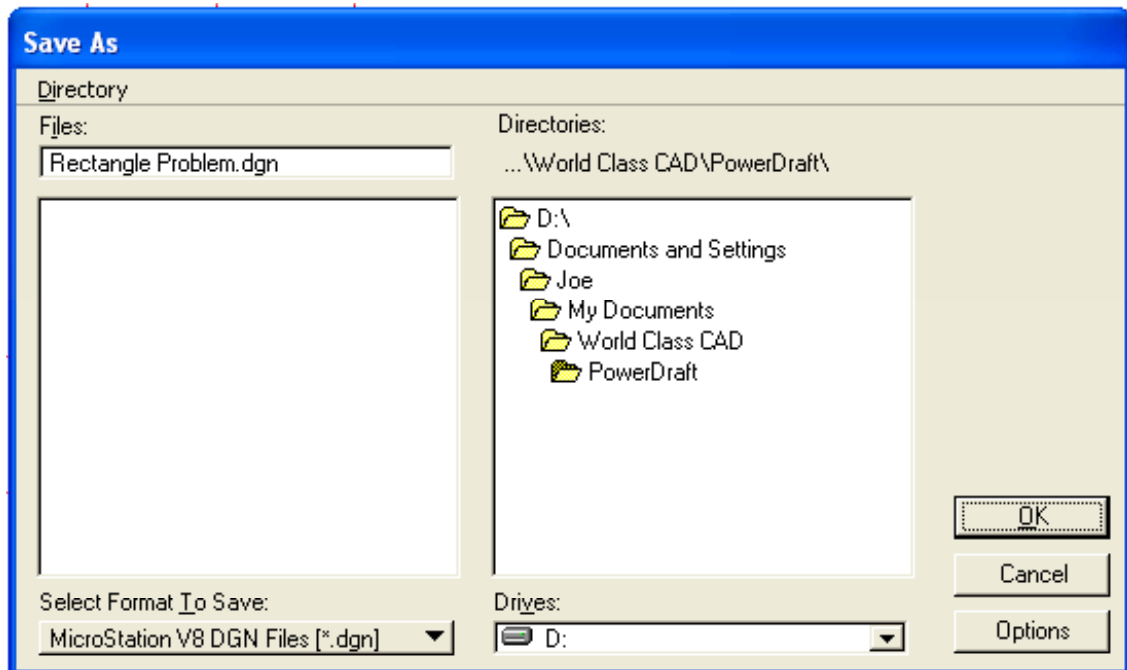 Save As
Directory
Files:
Rectangle Problem.dgn
Directories:
...\World Class CAD\PowerDraft\
D:\
Documents and Settings
Joe
My Documents
World Class CAD
PowerDraft
Select Format To Save:
MicroStation V8 DGN Files [*.dgn]
Drives:
D:
OK
Cancel
Options